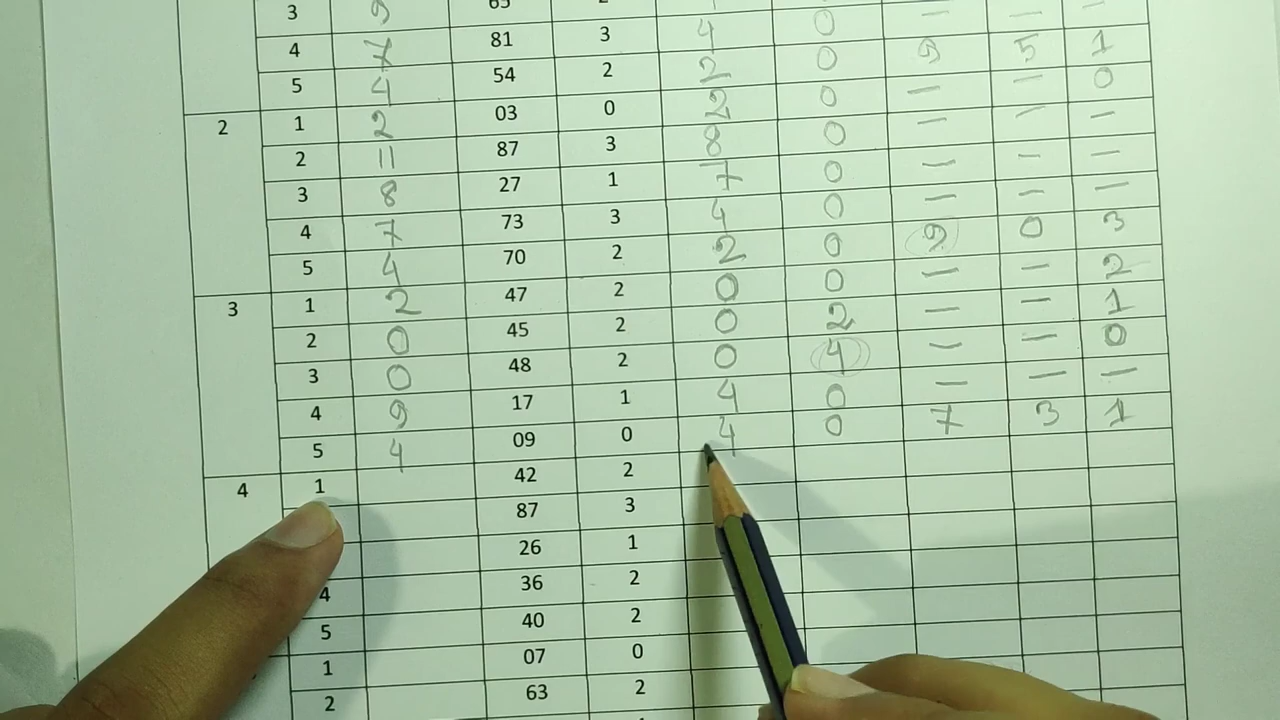 3 9 65 2 0 — — —
4 7 81 3 4 0 9 5 1
5 4 54 2 2 0 — — 0
2 1 2 03 0 2 0 — — —
2 11 87 3 8 0 — — —
3 8 27 1 7 0 — — —
4 7 73 3 4 0 9 0 3
5 4 70 2 2 0 — — 2
3 1 2 47 2 0 0 — — 1
2 0 45 2 0 2 — — 0
3 0 48 2 0 4 — — —
4 9 17 1 4 0 7 3 1
5 4 09 0 4
4 1 42 2
87 3
26 1
4 36 2
5 40 2
1 07 0
2 63 2